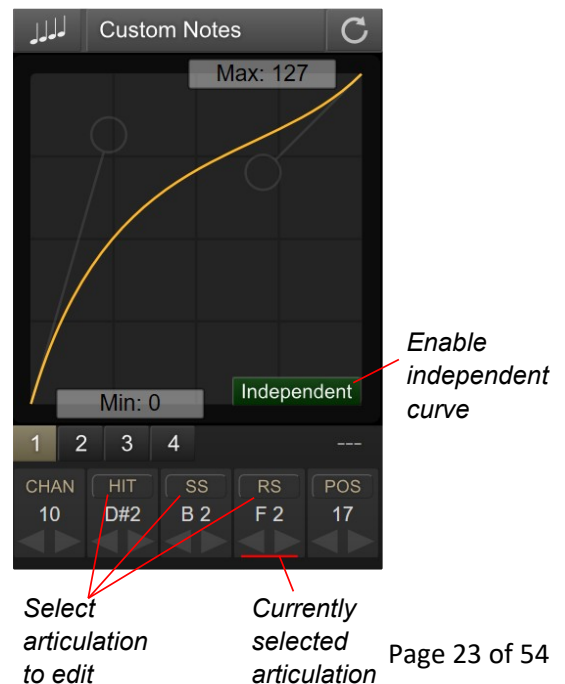 Custom Notes
Max: 127
Enable
independent
curve
Independent
Min: 0
1 2 3 4 ---
CHAN HIT SS RS POS
10 D#2 B 2 F 2 17
Select
articulation
to edit
Currently
selected
articulation
Page 23 of 54